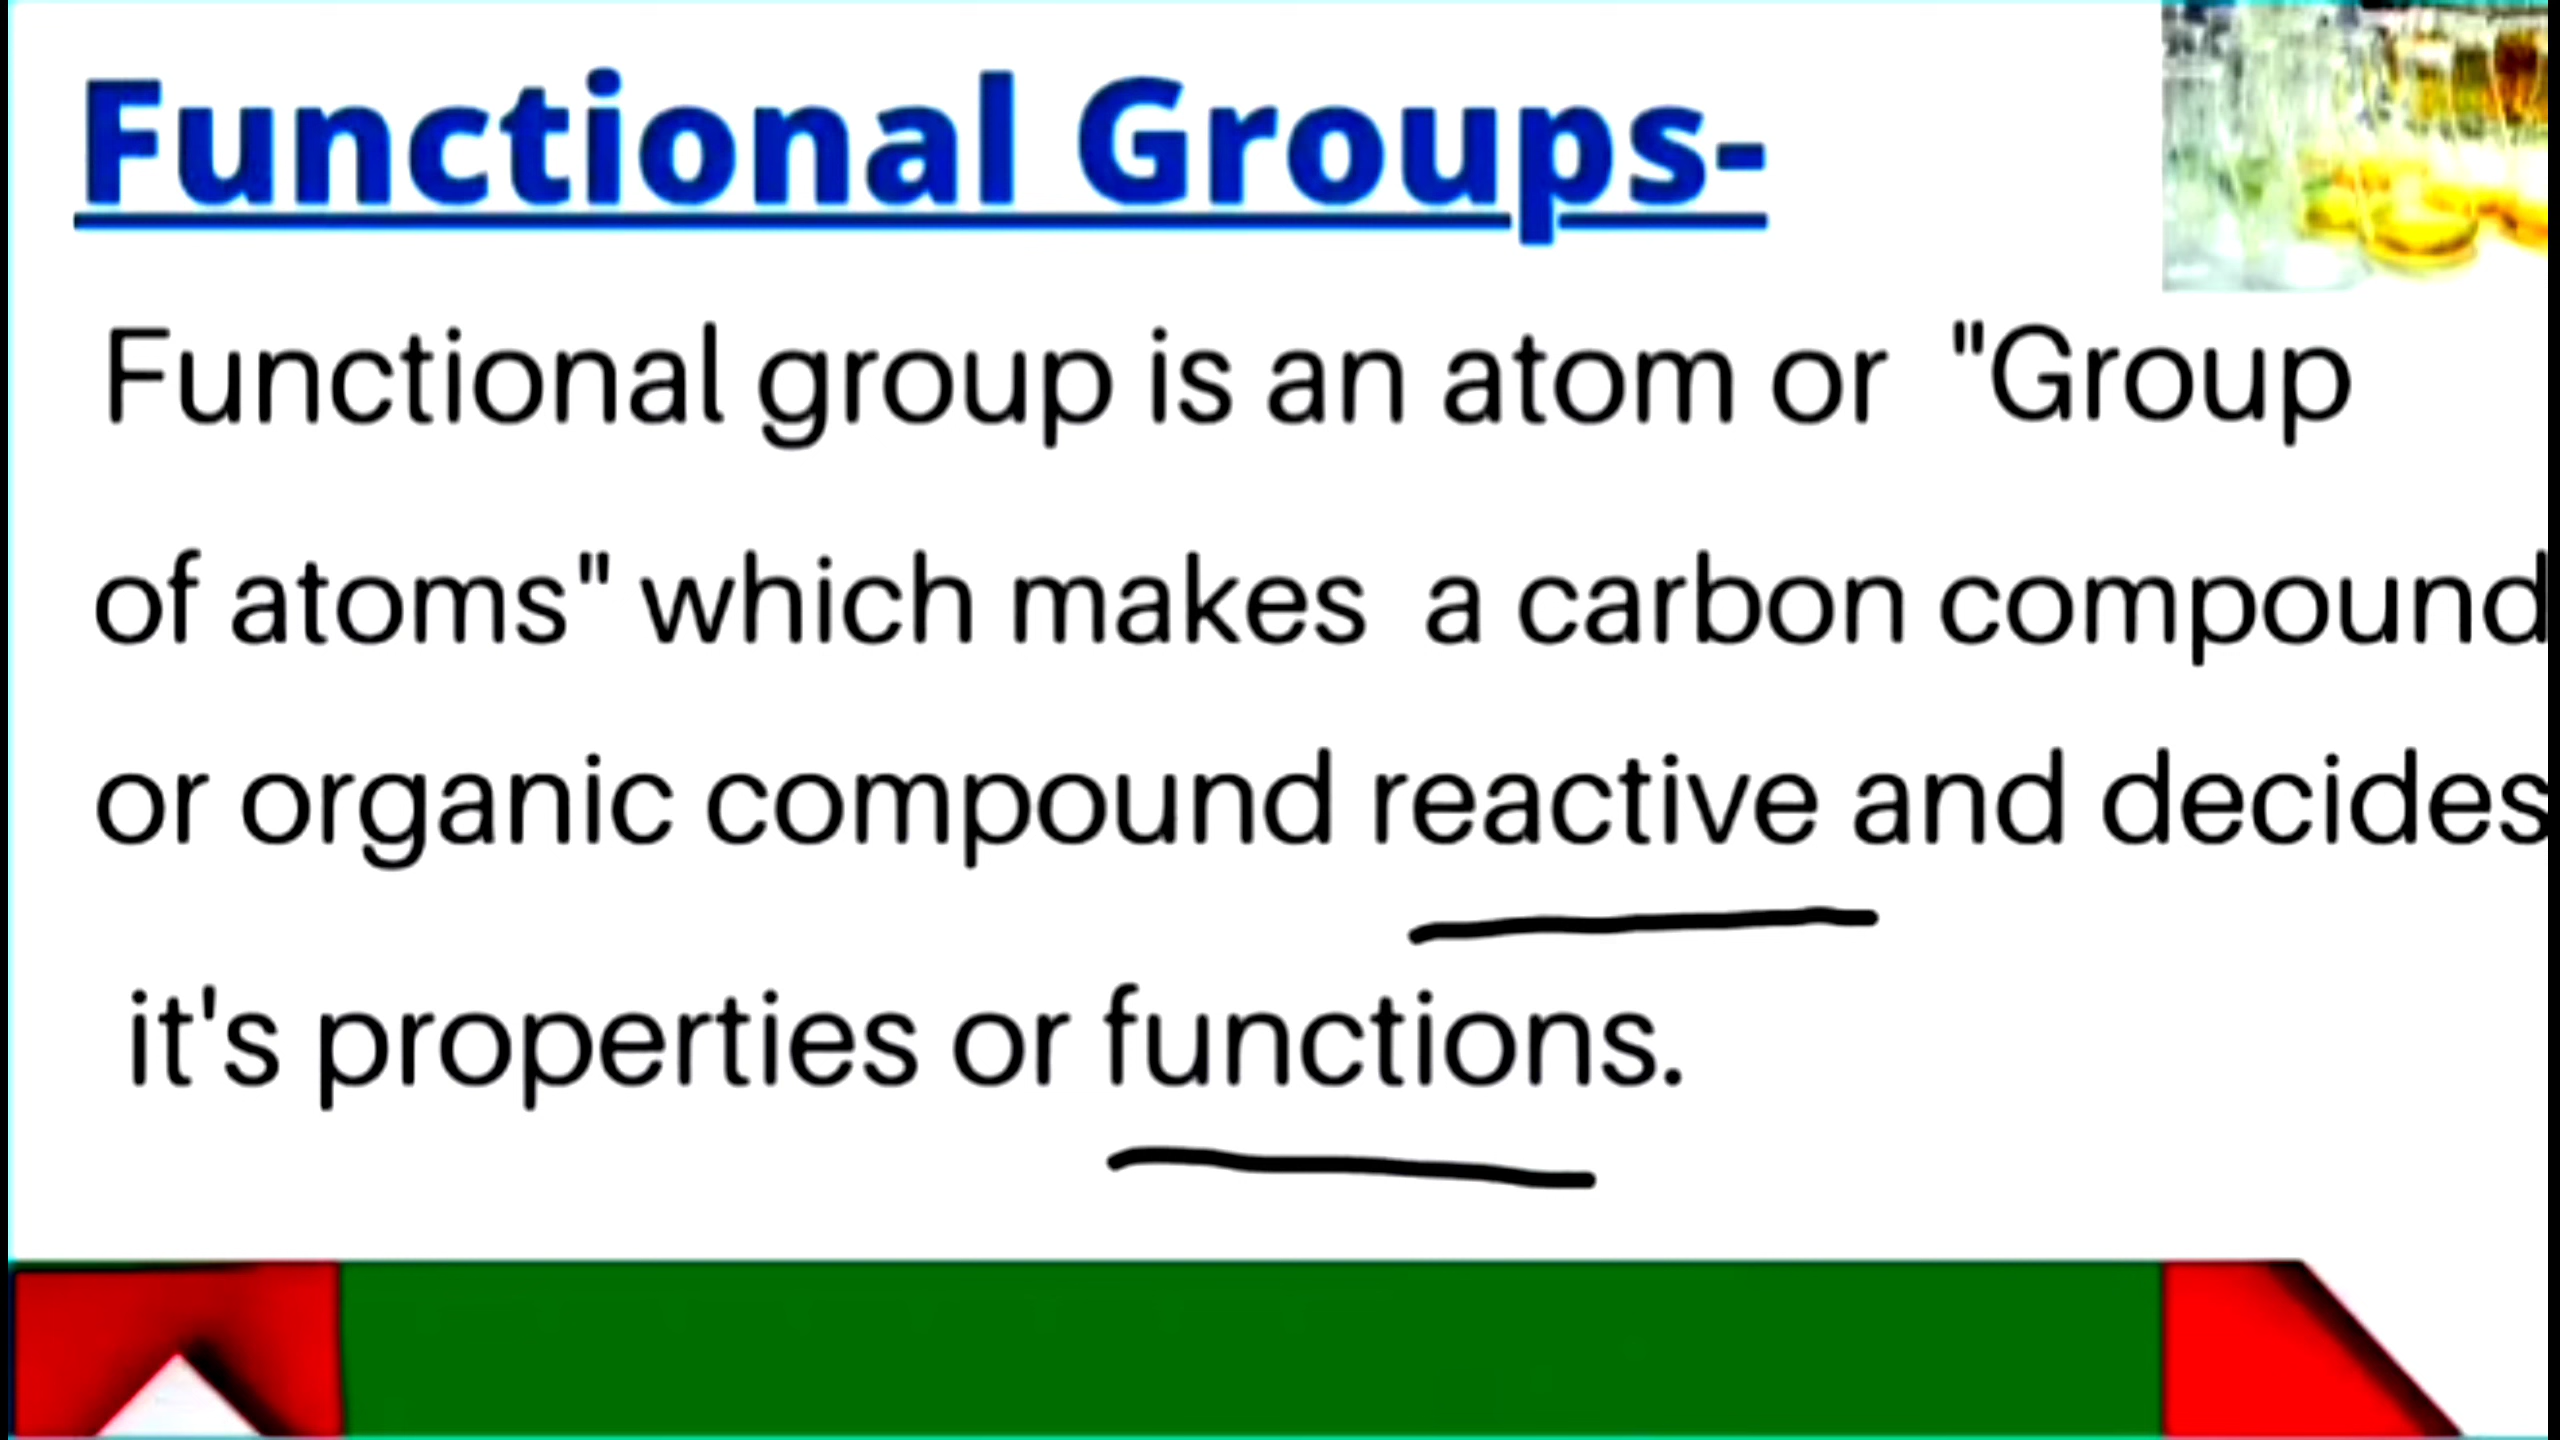 Functional Groups-
Functional group is an atom or "Group
of atoms" which makes a carbon compound
or organic compound reactive and decides
it's properties or functions.